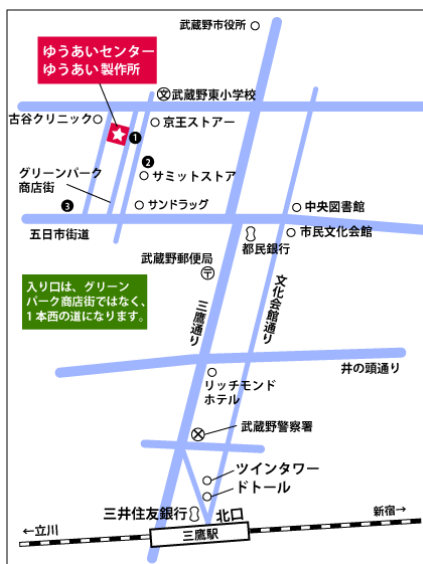 武蔵野市役所
ゆうあいセンター
ゆうあい製作所
武蔵野東小学校
古谷クリニック
京王ストアー
❶
❷
サミットストア
グリーンパーク
商店街
❸
サンドラッグ
中央図書館
五日市街道
市民文化会館
都民銀行
武蔵野郵便局
入り口は、グリーン
パーク商店街ではなく、
1本西の道になります。
三鷹通り
文化会館通り
井の頭通り
リッチモンド
ホテル
武蔵野警察署
ツインタワー
ドトール
三井住友銀行
北口
新宿→
←立川
三鷹駅